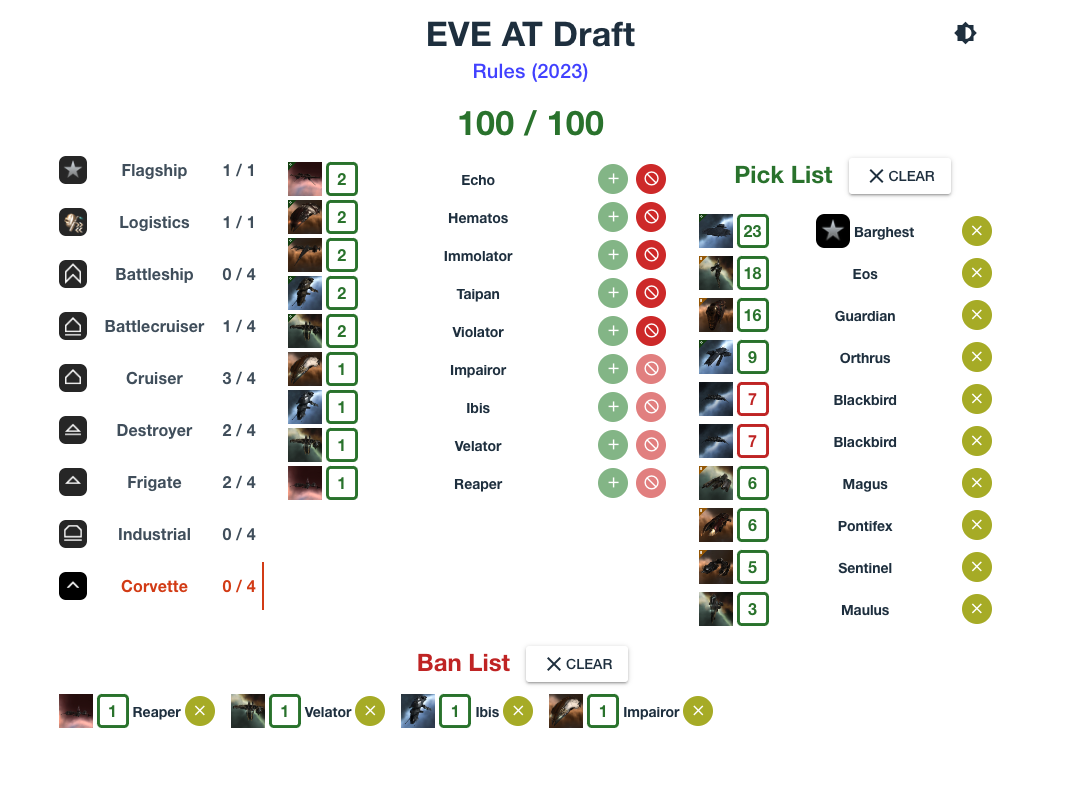 EVE AT Draft
Rules (2023)
100 / 100
Flagship 1 / 1
Logistics 1 / 1
Battleship 0 / 4
Battlecruiser 1 / 4
Cruiser 3 / 4
Destroyer 2 / 4
Frigate 2 / 4
Industrial 0 / 4
Corvette 0 / 4
2 Echo
2 Hematos
2 Immolator
2 Taipan
2 Violator
1 Impairor
1 Ibis
1 Velator
1 Reaper
Pick List CLEAR
23 Barghest
18 Eos
16 Guardian
9 Orthrus
7 Blackbird
7 Blackbird
6 Magus
6 Pontifex
5 Sentinel
3 Maulus
Ban List CLEAR
1 Reaper 1 Velator 1 Ibis 1 Impairor